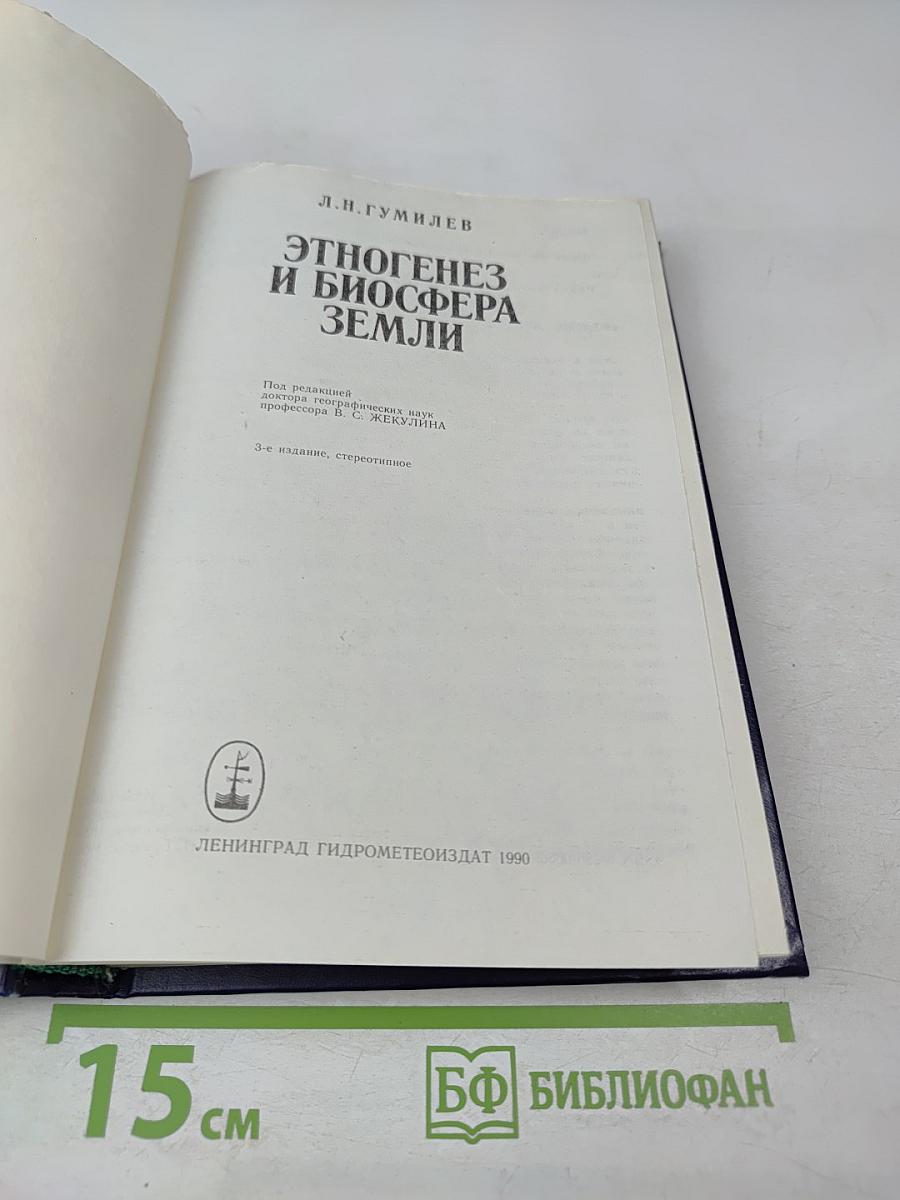 Л.Н.ГУМИЛЕВ
ЭТНОГЕНЕЗ
И БИОСФЕРА
ЗЕМЛИ
Под редакцией
доктора географических наук
профессора В. С. ЖЕКУЛИНА
3-е издание, стереотипное
ЛЕНИНГРАД ГИДРОМЕТЕОИЗДАТ 1990
15 см
БФ БИБЛИОФАН